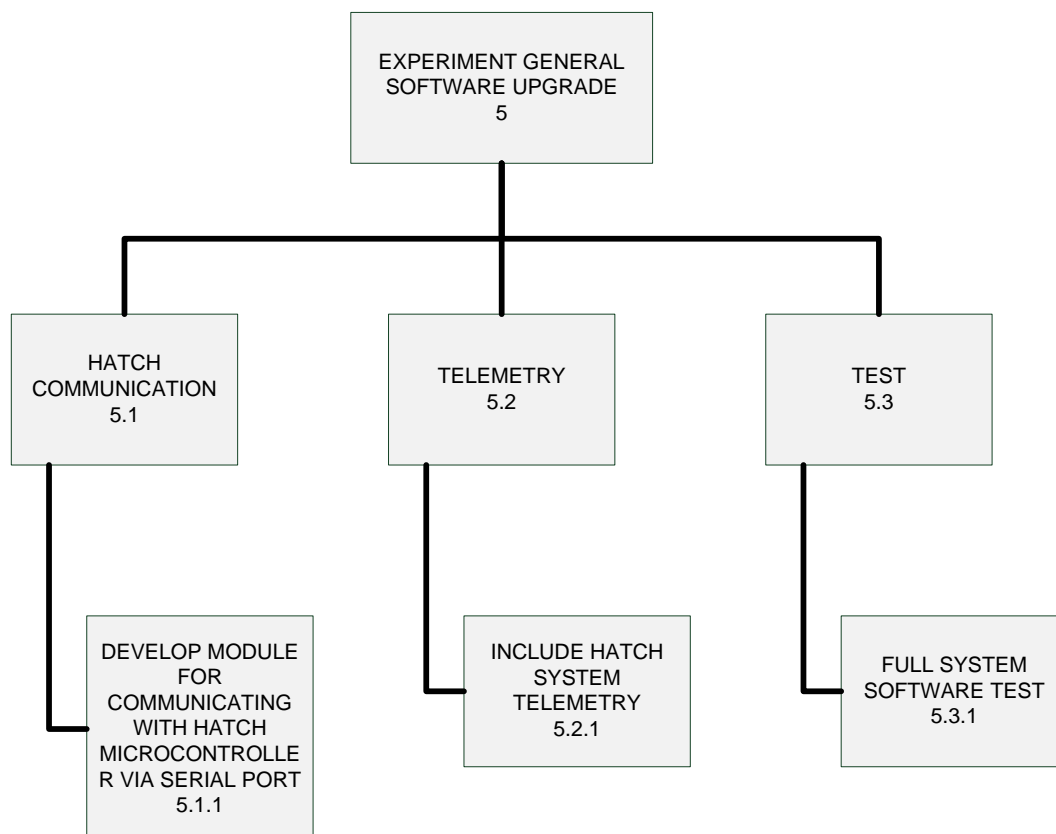 EXPERIMENT GENERAL
SOFTWARE UPGRADE
5
HATCH
COMMUNICATION
5.1
TELEMETRY
5.2
TEST
5.3
DEVELOP MODULE
FOR
COMMUNICATING
WITH HATCH
MICROCONTROLLE
R VIA SERIAL PORT
5.1.1
INCLUDE HATCH
SYSTEM
TELEMETRY
5.2.1
FULL SYSTEM
SOFTWARE TEST
5.3.1